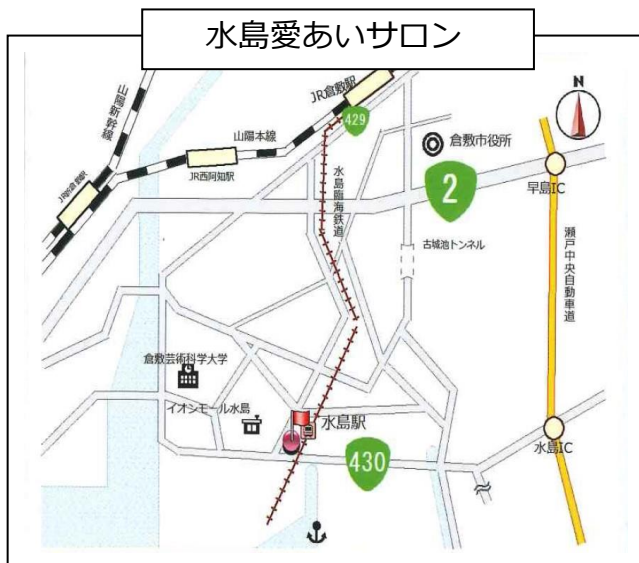 水島愛あいサロン
N
JR倉敷駅
429
山陽新幹線
山陽本線
倉敷市役所
JR西阿知駅
JR新倉敷駅
水島臨海鉄道
2
早島IC
古城池トンネル
瀬戸中央自動車道
倉敷芸術科学大学
イオンモール水島
水島駅
430
水島IC